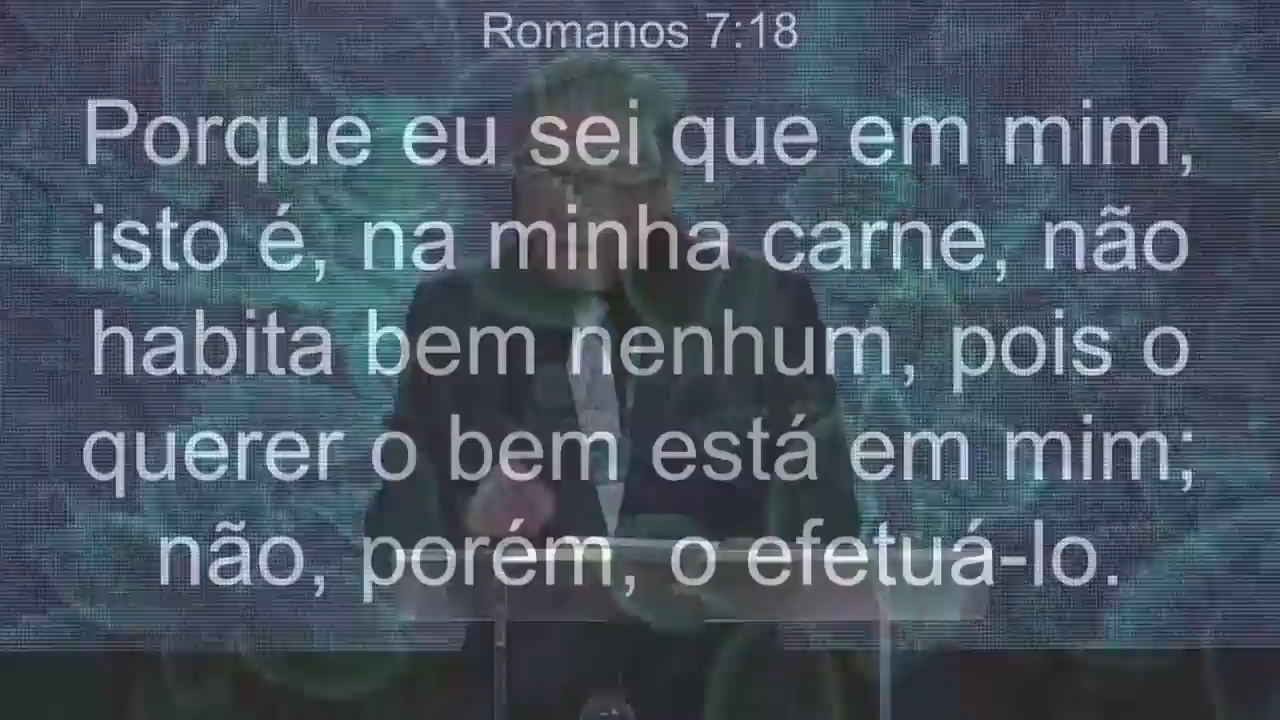 Romanos 7:18
Porque eu sei que em mim,
isto é, na minha carne, não
habita bem nenhum, pois o
querer o bem está em mim;
não, porém, o efetuá-lo.